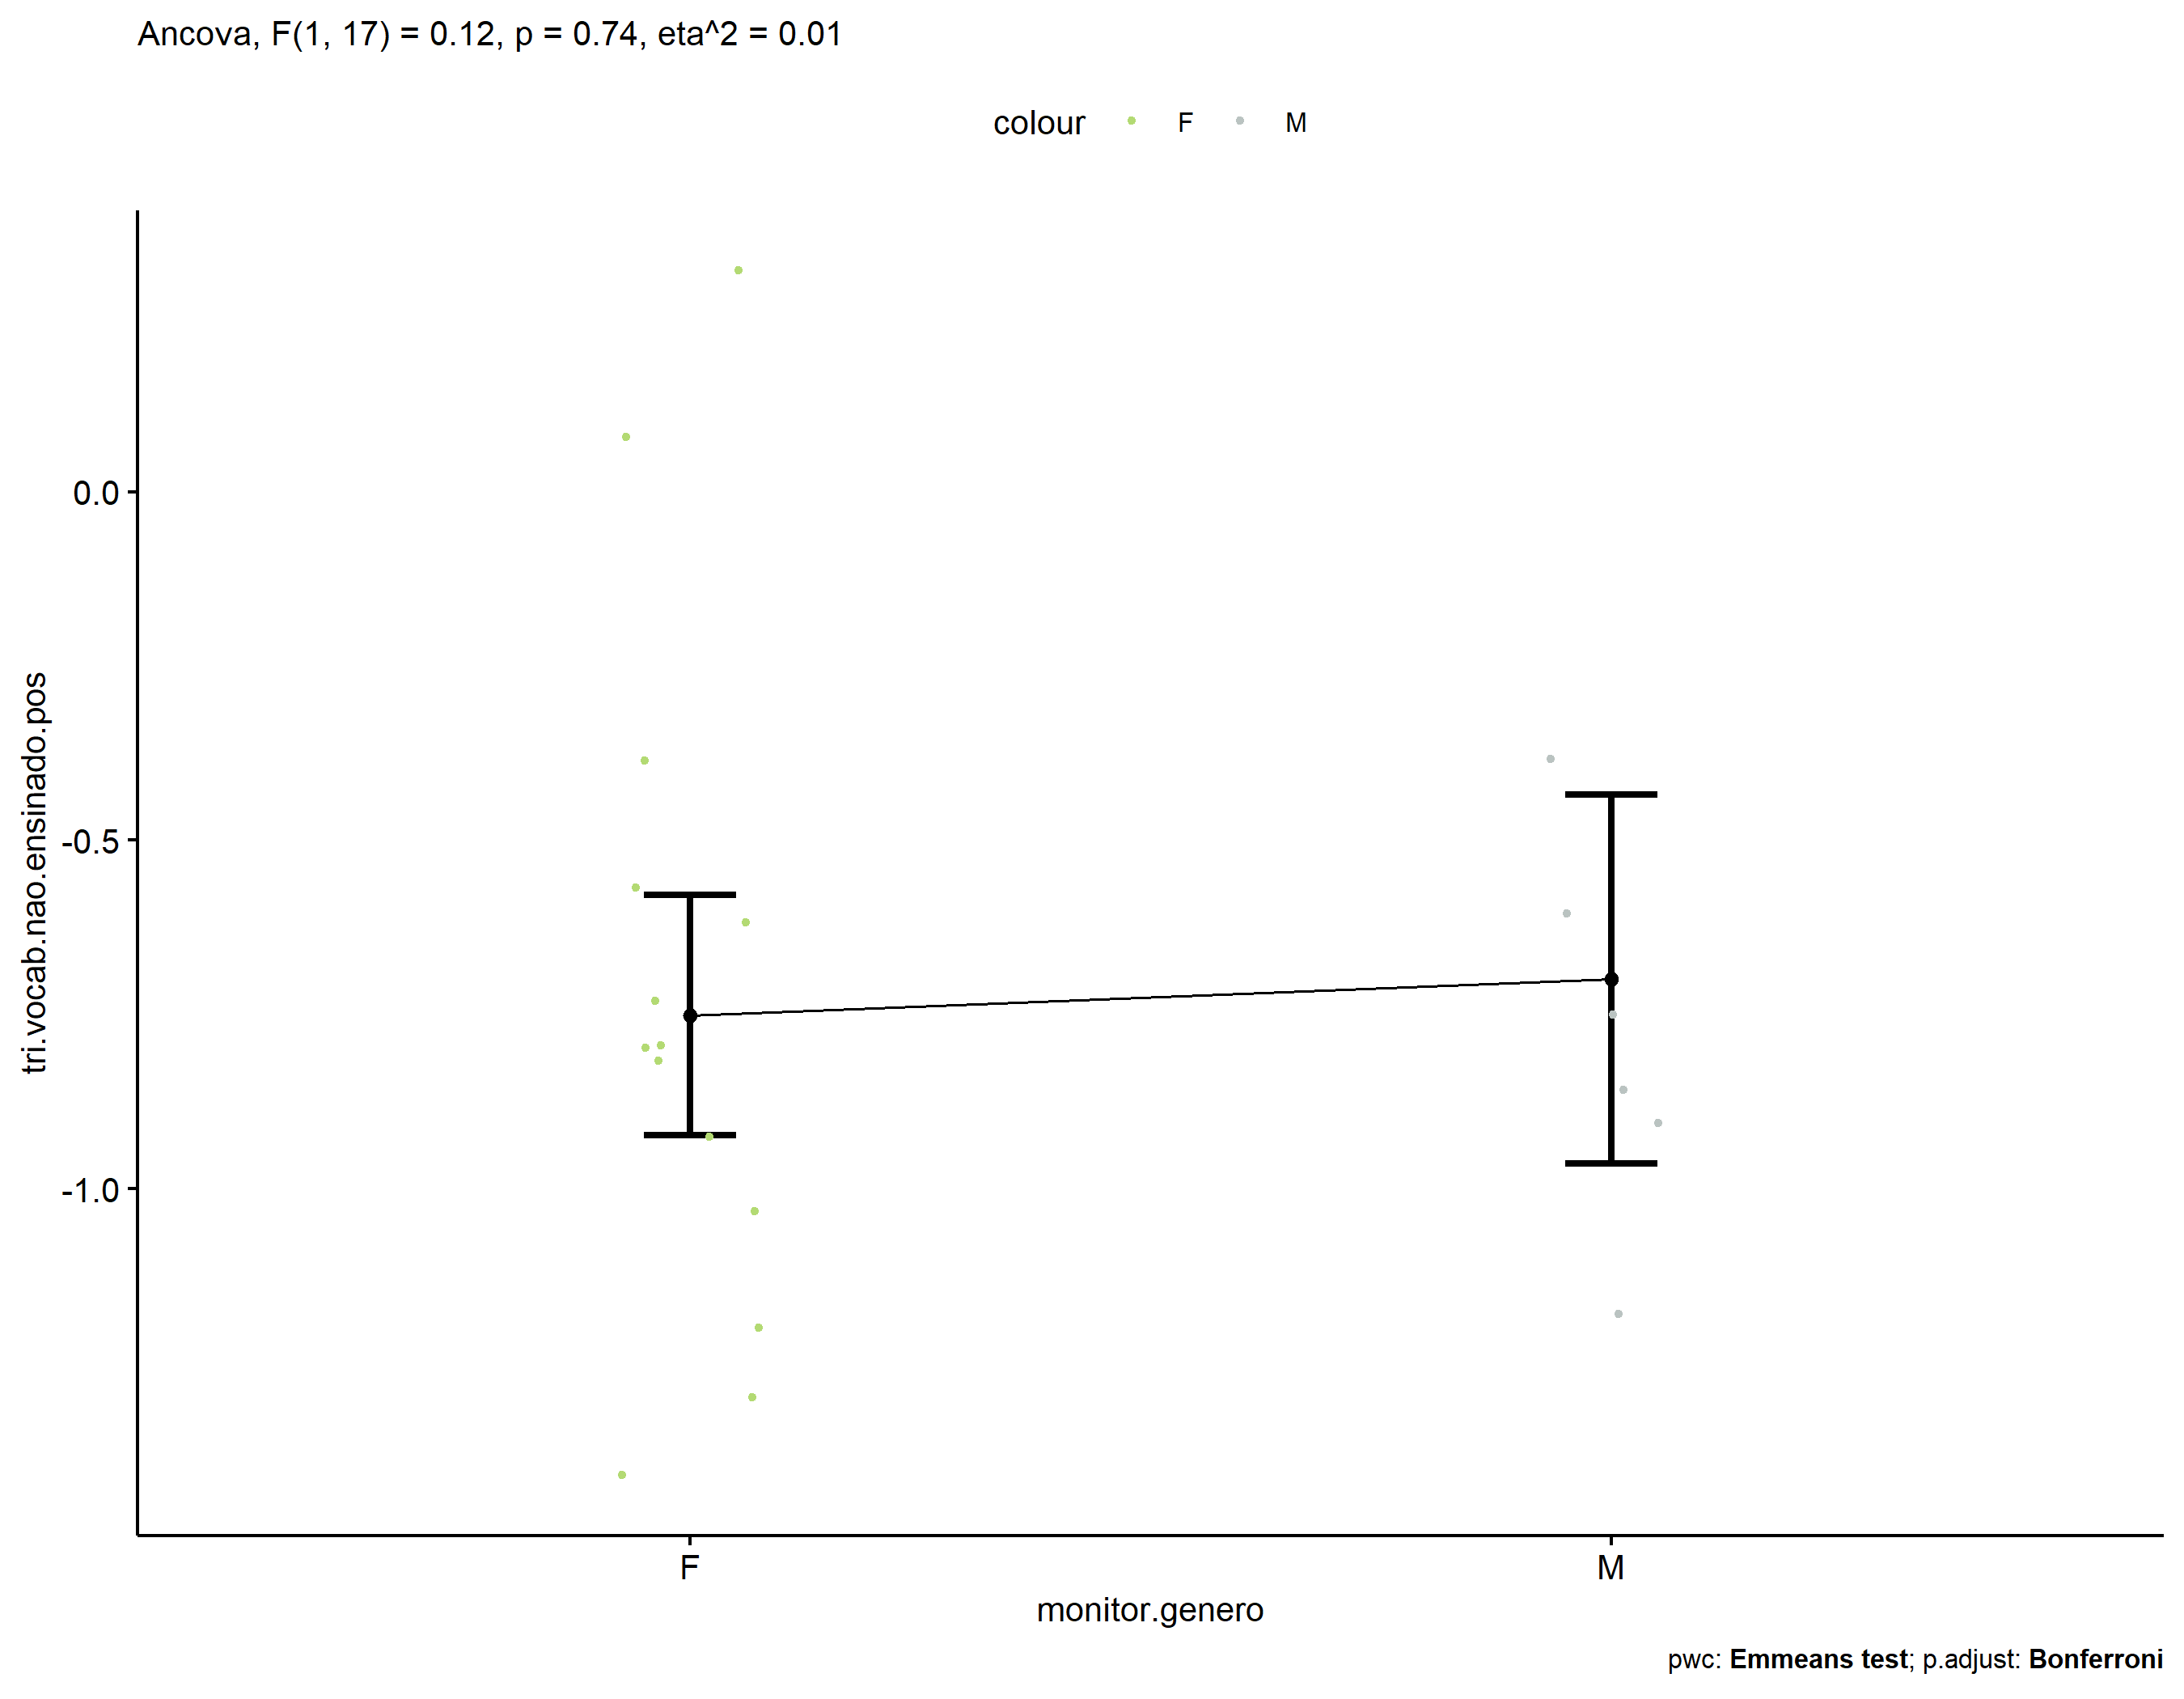 Ancova, F(1, 17) = 0.12, p = 0.74, eta^2 = 0.01
colour F M
tri.vocab.nao.ensinado.pos
0.0
-0.5
-1.0
F M
monitor.genero
pwc: Emmeans test; p.adjust: Bonferroni